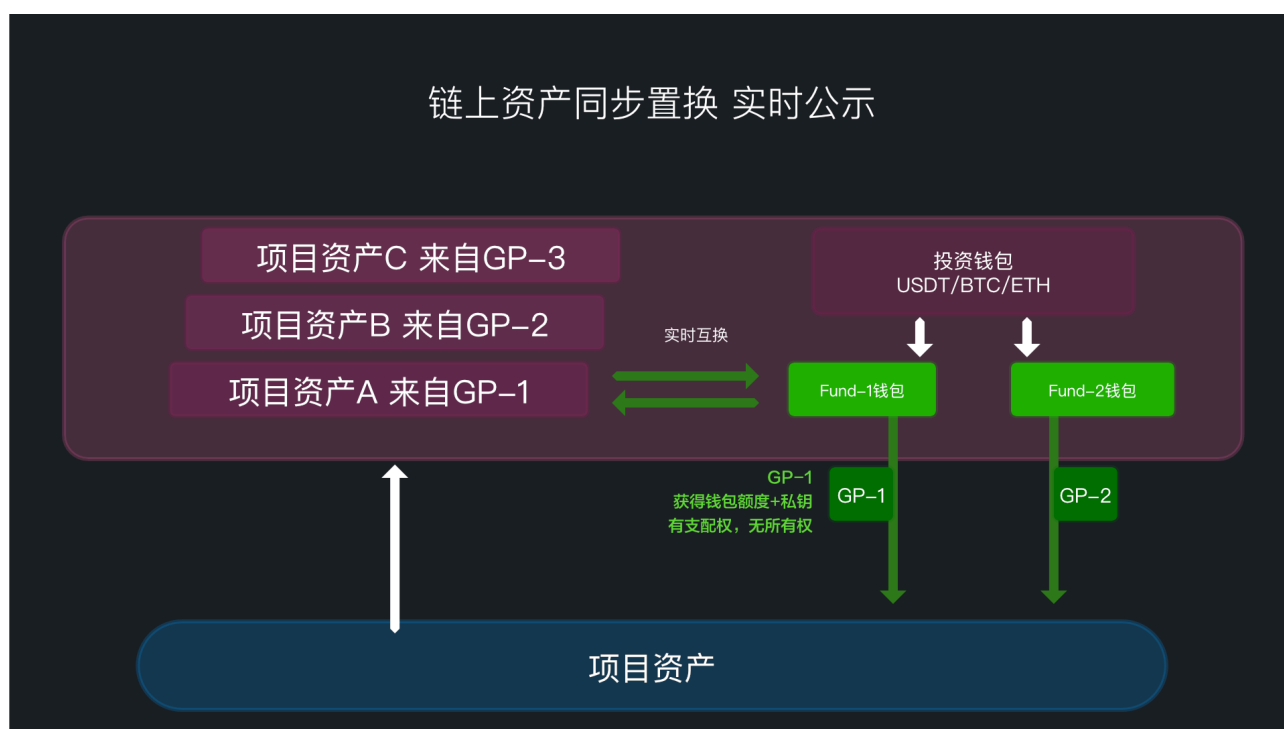 链上资产同步置换 实时公示
项目资产C 来自GP-3
项目资产B 来自GP-2
项目资产A 来自GP-1
实时互换
投资钱包
USDT/BTC/ETH
Fund-1钱包
Fund-2钱包
GP-1
获得钱包额度+私钥
有支配权，无所有权
GP-1
GP-2
项目资产